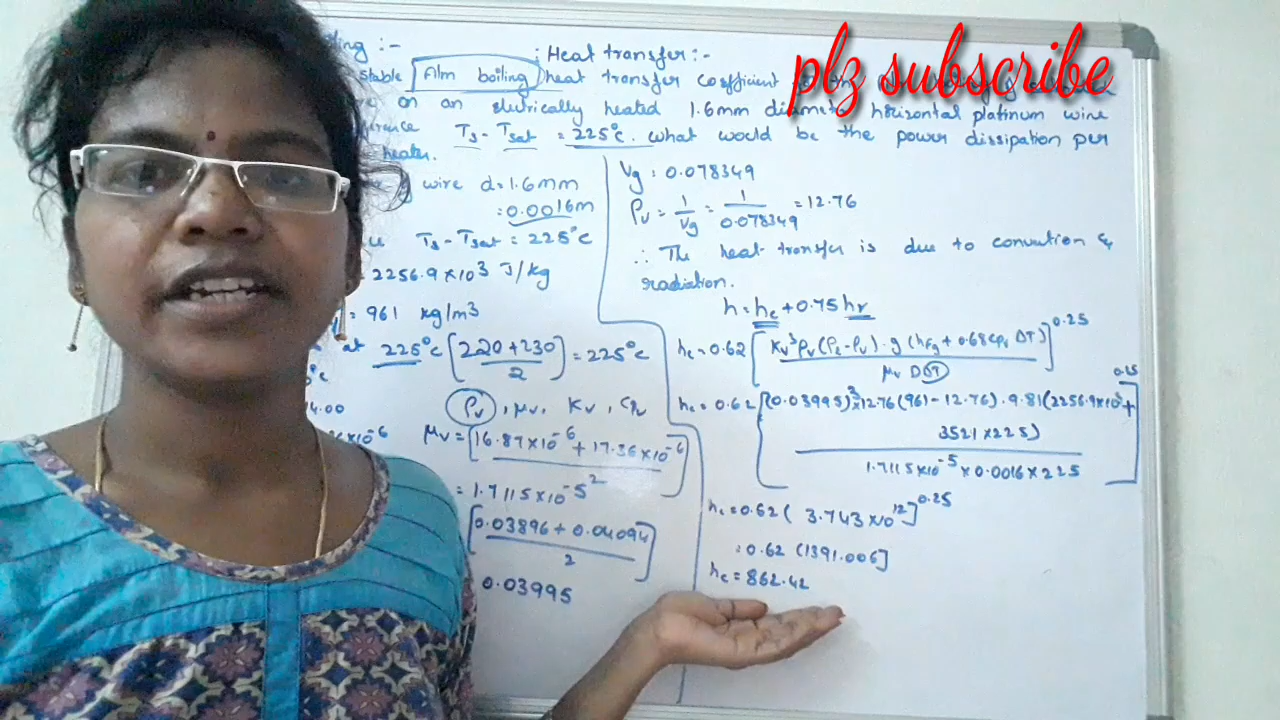 plz subscribe
: Heat transfer:-
stable Film boiling heat transfer coefficient
on an eletrically heated 1.6mm diameter horizontal platinum wire
Ts - Tsat = 225°c. what would be the power dissipation per
heater.
wire d = 1.6mm
= 0.0016m
Ts - Tsat = 225°c
= 2256.9 × 10³ J/kg
= 961 kg/m³
at 225°c [220 + 230 / 2] = 225°c
ρv, μv, Kv, Cpv
μv = [16.87×10⁻⁶ + 17.36×10⁻⁶ / 2]
= 1.7115×10⁻⁵
[0.03896 + 0.04094 / 2]
0.03995
Vg = 0.078349
ρv = 1/Vg = 1/0.078349 = 12.76
∴ The heat transfer is due to convection &
radiation.
h = hc + 0.75 hr
hc = 0.62 [Kv³ ρv (ρl - ρv) · g (hfg + 0.68 Cpv ΔT) / μv D ΔT]^0.25
hc = 0.62 [(0.03995)³ × 12.76 (961 - 12.76) · 9.81 (2256.9×10³ + 3521 × 225) / 1.7115×10⁻⁵ × 0.0016 × 225]^0.25
hc = 0.62 ( 3.743 × 10¹²]^0.25
= 0.62 (1391.006]
hc = 862.42